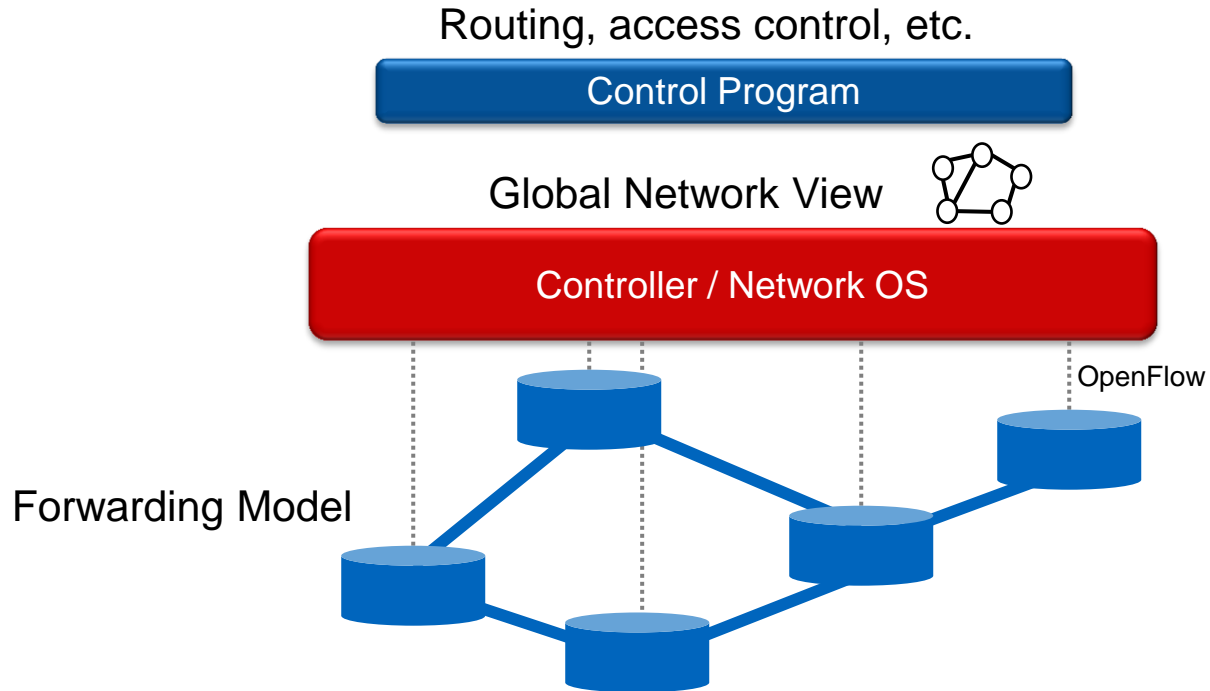 Routing, access control, etc.
Control Program
Global Network View
Controller / Network OS
OpenFlow
Forwarding Model